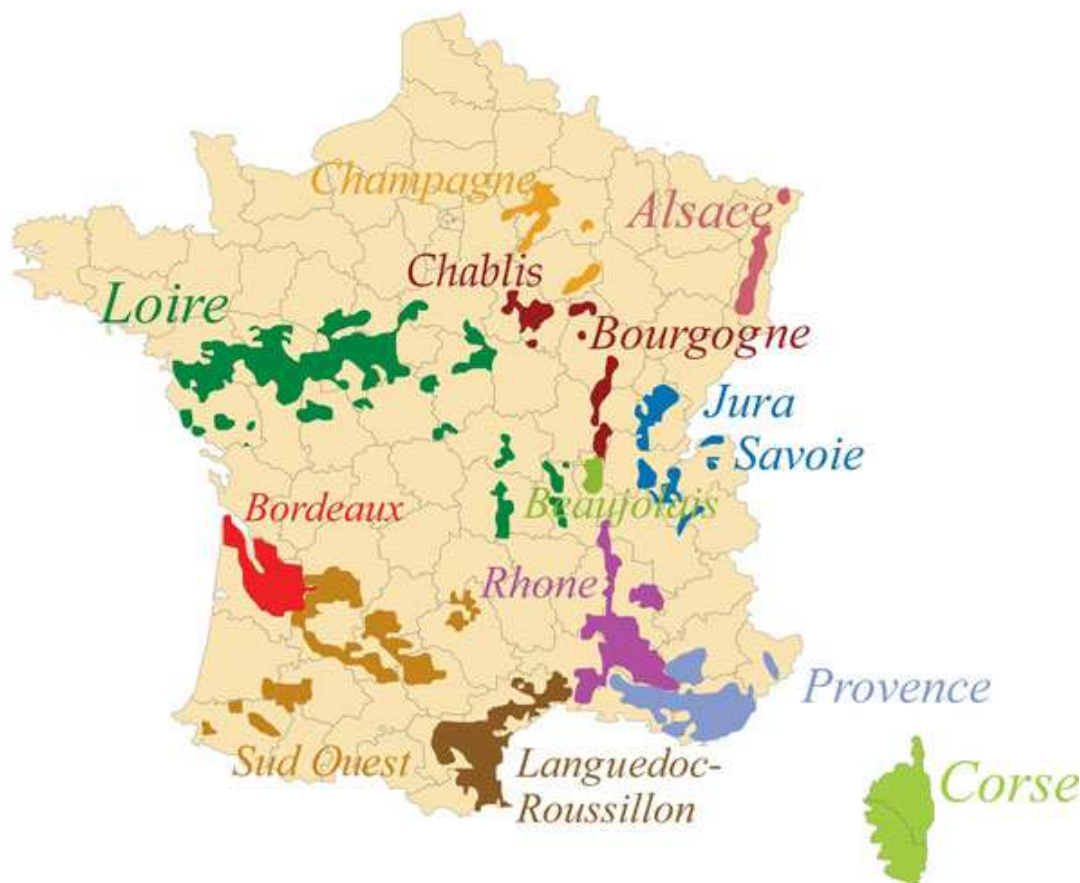 Champagne
Alsace
Chablis
Loire
Bourgogne
Jura
Savoie
Bordeaux
Beaujolais
Rhone
Provence
Sud Ouest
Languedoc-
Roussillon
Corse